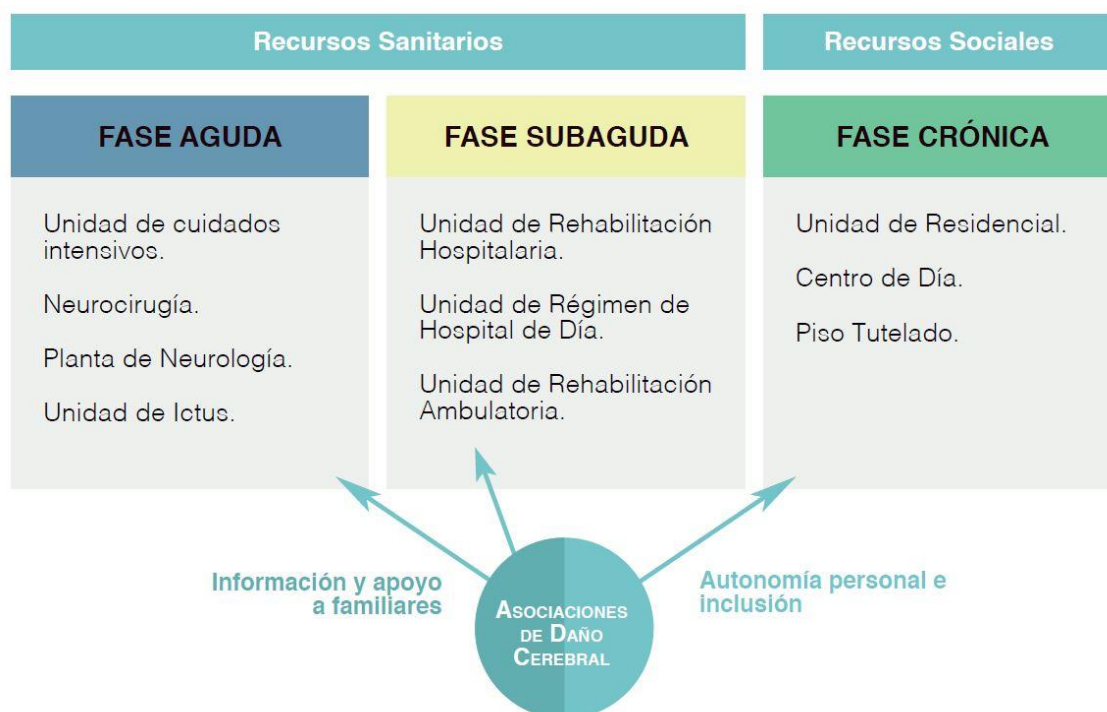 Recursos Sanitarios
Recursos Sociales
FASE AGUDA
FASE SUBAGUDA
FASE CRÓNICA
Unidad de cuidados
intensivos.
Neurocirugía.
Planta de Neurología.
Unidad de Ictus.
Unidad de Rehabilitación
Hospitalaria.
Unidad de Régimen de
Hospital de Día.
Unidad de Rehabilitación
Ambulatoria.
Unidad de Residencial.
Centro de Día.
Piso Tutelado.
Información y apoyo
a familiares
Autonomía personal e
inclusión
ASOCIACIONES
DE DAÑO
CEREBRAL